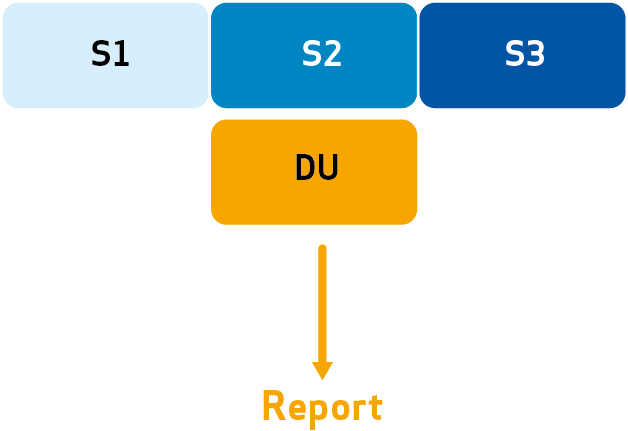 S1 S2 S3
DU
Report